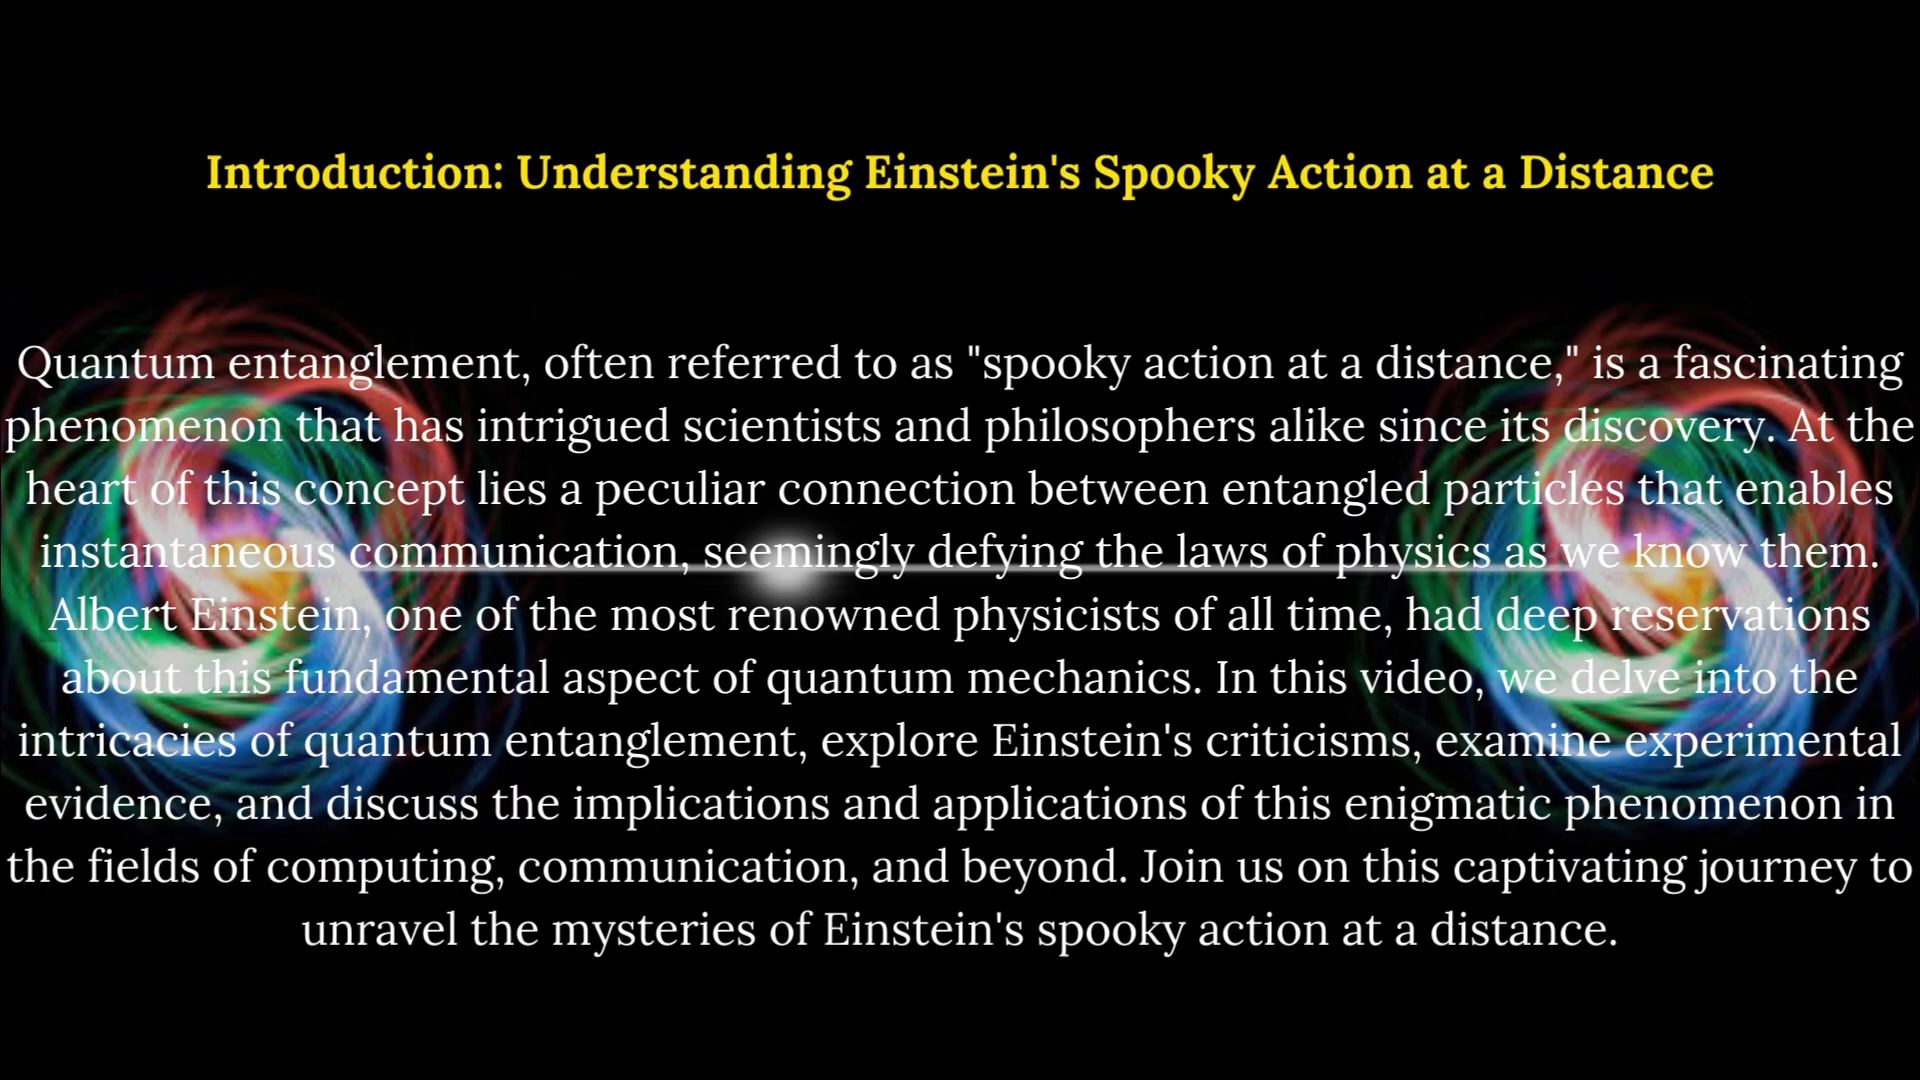 Introduction: Understanding Einstein's Spooky Action at a Distance
Quantum entanglement, often referred to as "spooky action at a distance," is a fascinating
phenomenon that has intrigued scientists and philosophers alike since its discovery. At the
heart of this concept lies a peculiar connection between entangled particles that enables
instantaneous communication, seemingly defying the laws of physics as we know them.
Albert Einstein, one of the most renowned physicists of all time, had deep reservations
about this fundamental aspect of quantum mechanics. In this video, we delve into the
intricacies of quantum entanglement, explore Einstein's criticisms, examine experimental
evidence, and discuss the implications and applications of this enigmatic phenomenon in
the fields of computing, communication, and beyond. Join us on this captivating journey to
unravel the mysteries of Einstein's spooky action at a distance.